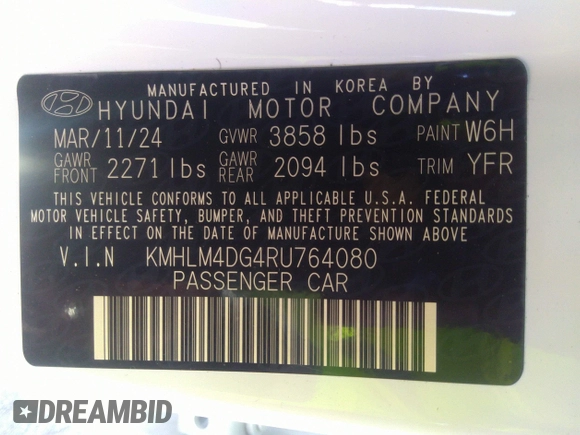 MANUFACTURED IN KOREA BY
HYUNDAI MOTOR COMPANY
MAR/11/24 GVWR 3858 lbs PAINT W6H
GAWR FRONT 2271 lbs GAWR REAR 2094 lbs TRIM YFR
THIS VEHICLE CONFORMS TO ALL APPLICABLE U.S.A. FEDERAL
MOTOR VEHICLE SAFETY, BUMPER, AND THEFT PREVENTION STANDARDS
IN EFFECT ON THE DATE OF MANUFACTURE SHOWN ABOVE
V.I.N KMHLM4DG4RU764080
PASSENGER CAR
DREAMBID